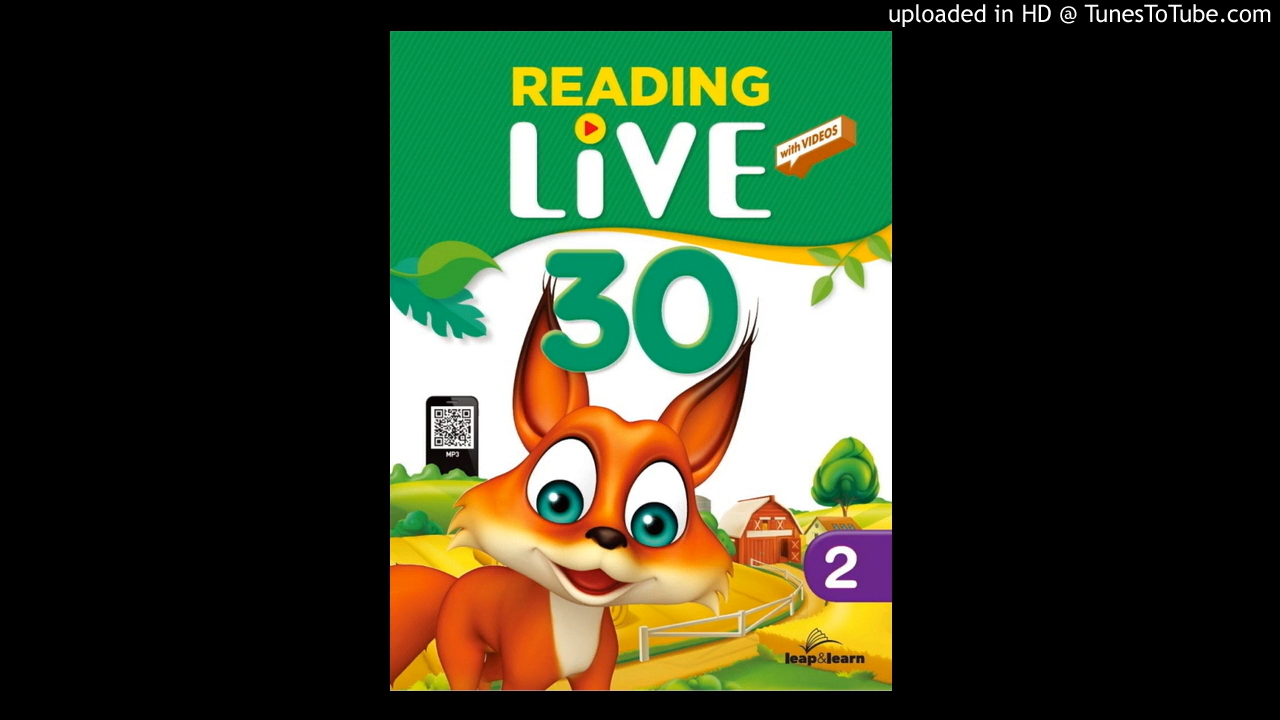 uploaded in HD @ TunesToTube.com
READING
LiVE
with VIDEOS
30
MP3
2
leap&learn